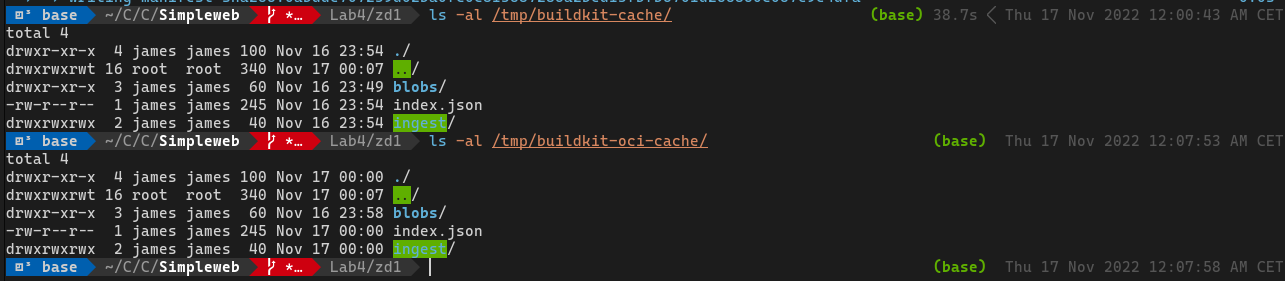 base ~/C/C/Simpleweb *… Lab4/zd1 ls -al /tmp/buildkit-cache/ (base) 38.7s Thu 17 Nov 2022 12:00:43 AM CET
total 4
drwxr-xr-x 4 james james 100 Nov 16 23:54 ./
drwxrwxrwt 16 root root 340 Nov 17 00:07 ../
drwxr-xr-x 3 james james 60 Nov 16 23:49 blobs/
-rw-r--r-- 1 james james 245 Nov 16 23:54 index.json
drwxrwxrwx 2 james james 40 Nov 16 23:54 ingest/
base ~/C/C/Simpleweb *… Lab4/zd1 ls -al /tmp/buildkit-oci-cache/ (base) Thu 17 Nov 2022 12:07:53 AM CET
total 4
drwxr-xr-x 4 james james 100 Nov 17 00:00 ./
drwxrwxrwt 16 root root 340 Nov 17 00:07 ../
drwxr-xr-x 3 james james 60 Nov 16 23:58 blobs/
-rw-r--r-- 1 james james 245 Nov 17 00:00 index.json
drwxrwxrwx 2 james james 40 Nov 17 00:00 ingest/
base ~/C/C/Simpleweb *… Lab4/zd1 (base) Thu 17 Nov 2022 12:07:58 AM CET